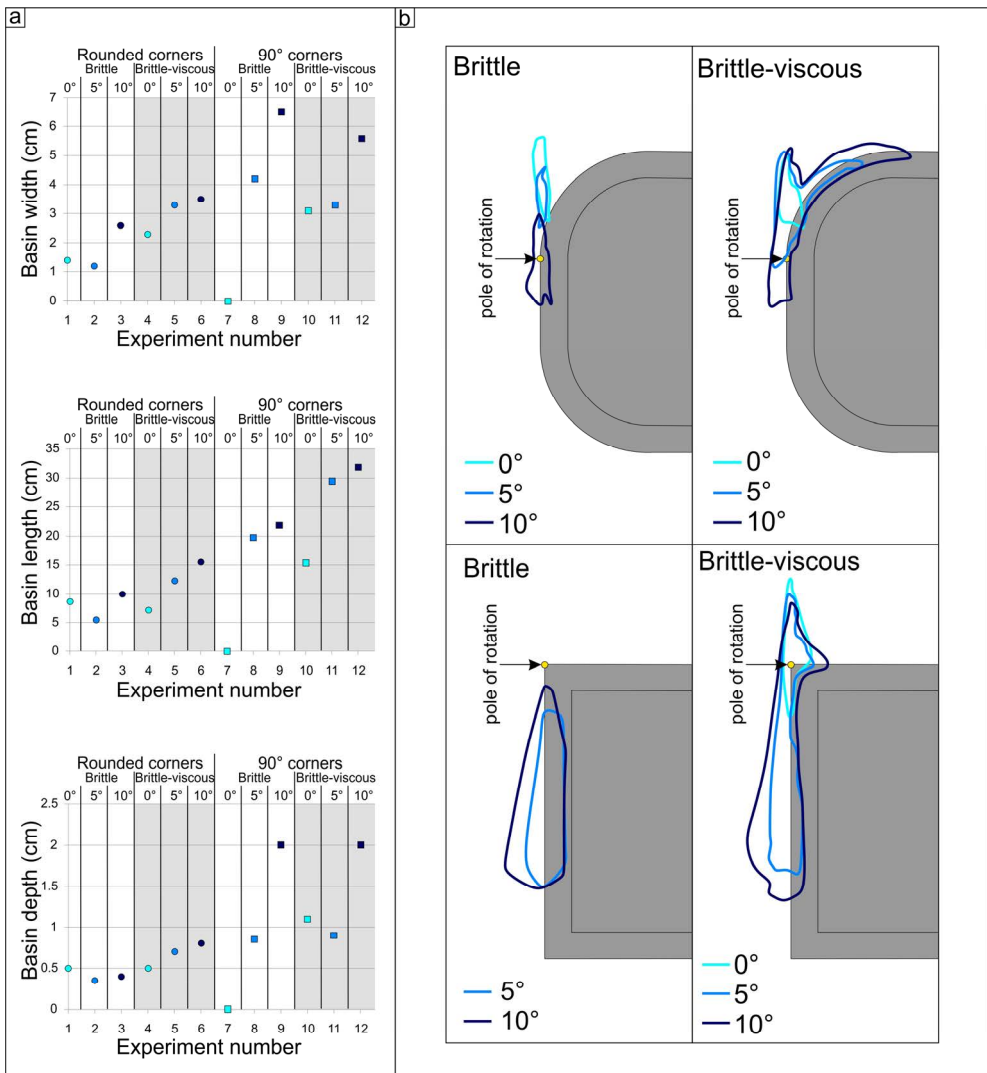 a
Rounded corners 90° corners
Brittle Brittle-viscous Brittle Brittle-viscous
0° 5° 10° 0° 5° 10° 0° 5° 10° 0° 5° 10°
7
6
5
4
3
2
1
0
Basin width (cm)
1 2 3 4 5 6 7 8 9 10 11 12
Experiment number
Rounded corners 90° corners
Brittle Brittle-viscous Brittle Brittle-viscous
0° 5° 10° 0° 5° 10° 0° 5° 10° 0° 5° 10°
35
30
25
20
15
10
5
0
Basin length (cm)
1 2 3 4 5 6 7 8 9 10 11 12
Experiment number
Rounded corners 90° corners
Brittle Brittle-viscous Brittle Brittle-viscous
0° 5° 10° 0° 5° 10° 0° 5° 10° 0° 5° 10°
2.5
2
1.5
1
0.5
0
Basin depth (cm)
1 2 3 4 5 6 7 8 9 10 11 12
Experiment number
b
Brittle
pole of rotation
0°
5°
10°
Brittle-viscous
pole of rotation
0°
5°
10°
Brittle
pole of rotation
5°
10°
Brittle-viscous
pole of rotation
0°
5°
10°